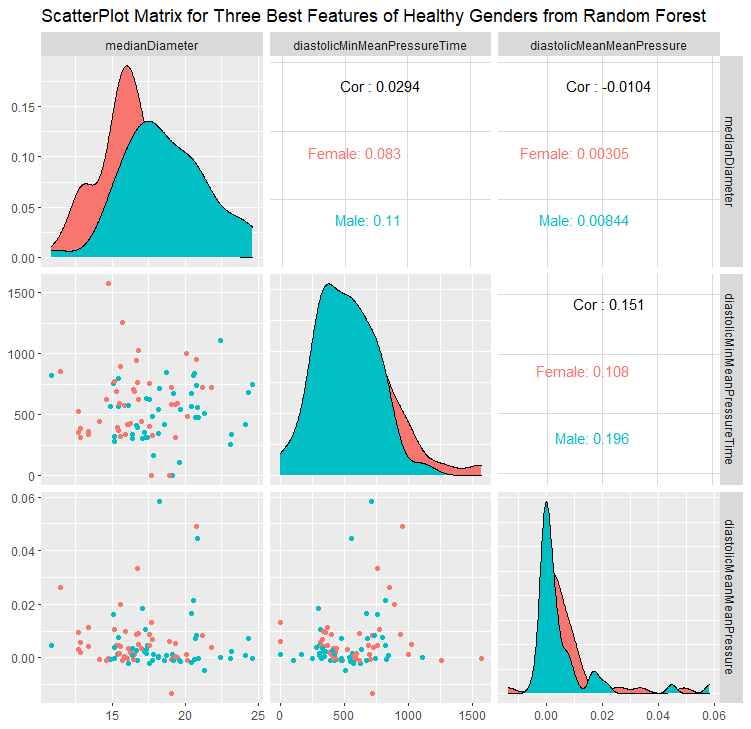 ScatterPlot Matrix for Three Best Features of Healthy Genders from Random Forest
medianDiameter
diastolicMinMeanPressureTime
diastolicMeanMeanPressure
0.15
0.10
0.05
0.00
Cor : 0.0294
Female: 0.083
Male: 0.11
Cor : -0.0104
Female: 0.00305
Male: 0.00844
medianDiameter
1500
1000
500
0
Cor : 0.151
Female: 0.108
Male: 0.196
diastolicMinMeanPressureTime
0.06
0.04
0.02
0.00
diastolicMeanMeanPressure
15 20 25
0 500 1000 1500
0.00 0.02 0.04 0.06